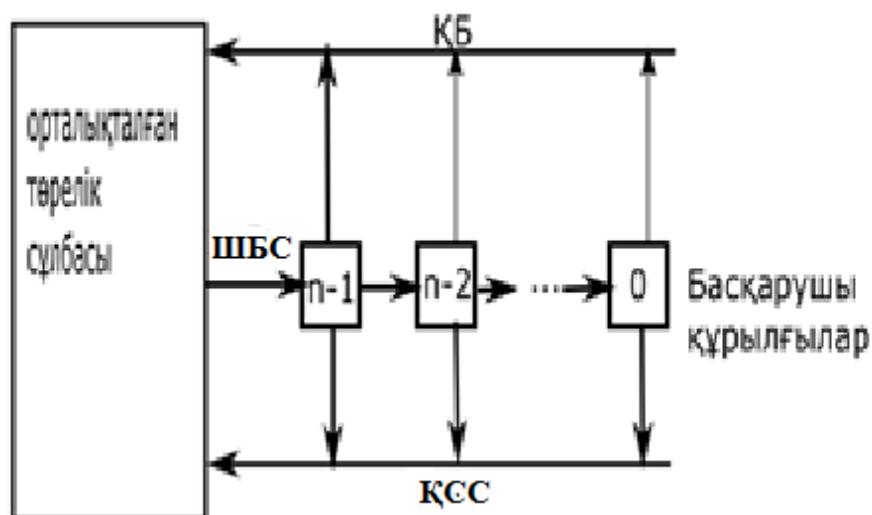 ҚБ
орталықталған
төрелік
сұлбасы
ШБС
n-1
n-2
...
0
Басқарушы
құрылғылар
ҚСС